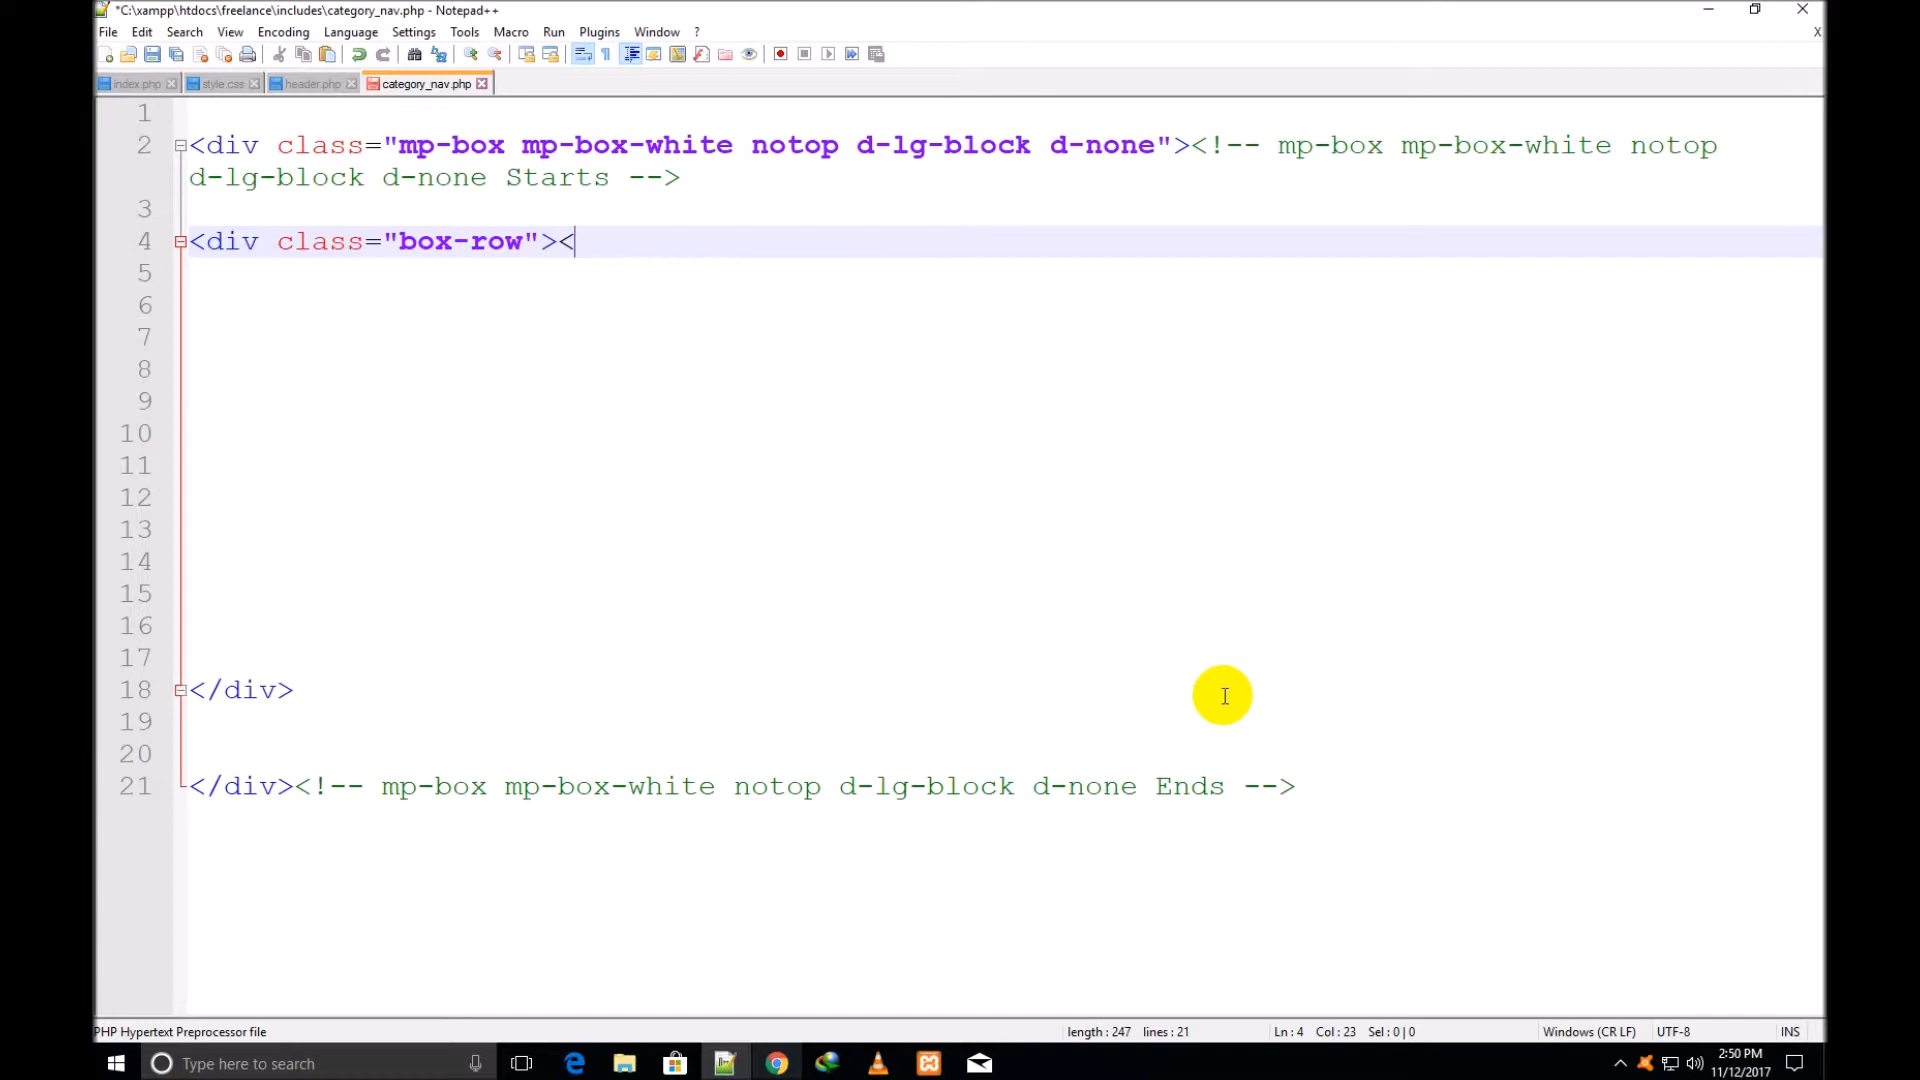 *C:\xampp\htdocs\freelance\includes\category_nav.php - Notepad++
File Edit Search View Encoding Language Settings Tools Macro Run Plugins Window ? X
index.php style.css header.php category_nav.php
1
2 <div class="mp-box mp-box-white notop d-lg-block d-none"><!-- mp-box mp-box-white notop
d-lg-block d-none Starts -->
3
4 <div class="box-row"><
5
6
7
8
9
10
11
12
13
14
15
16
17
18 </div>
19
20
21 </div><!-- mp-box mp-box-white notop d-lg-block d-none Ends -->
PHP Hypertext Preprocessor file length : 247 lines : 21 Ln : 4 Col : 23 Sel : 0 | 0 Windows (CR LF) UTF-8 INS
Type here to search 2:50 PM
11/12/2017